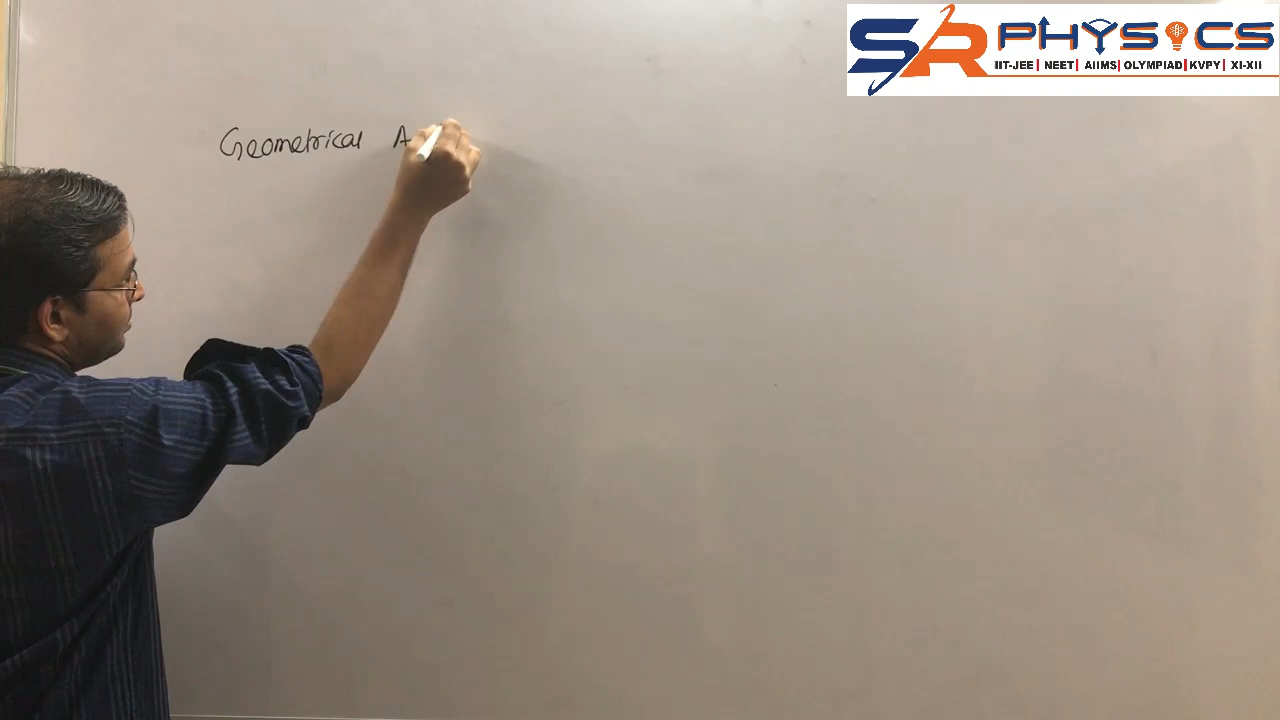 SR PHYSICS
IIT-JEE | NEET | AIIMS | OLYMPIAD | KVPY | XI-XII
Geometrical A